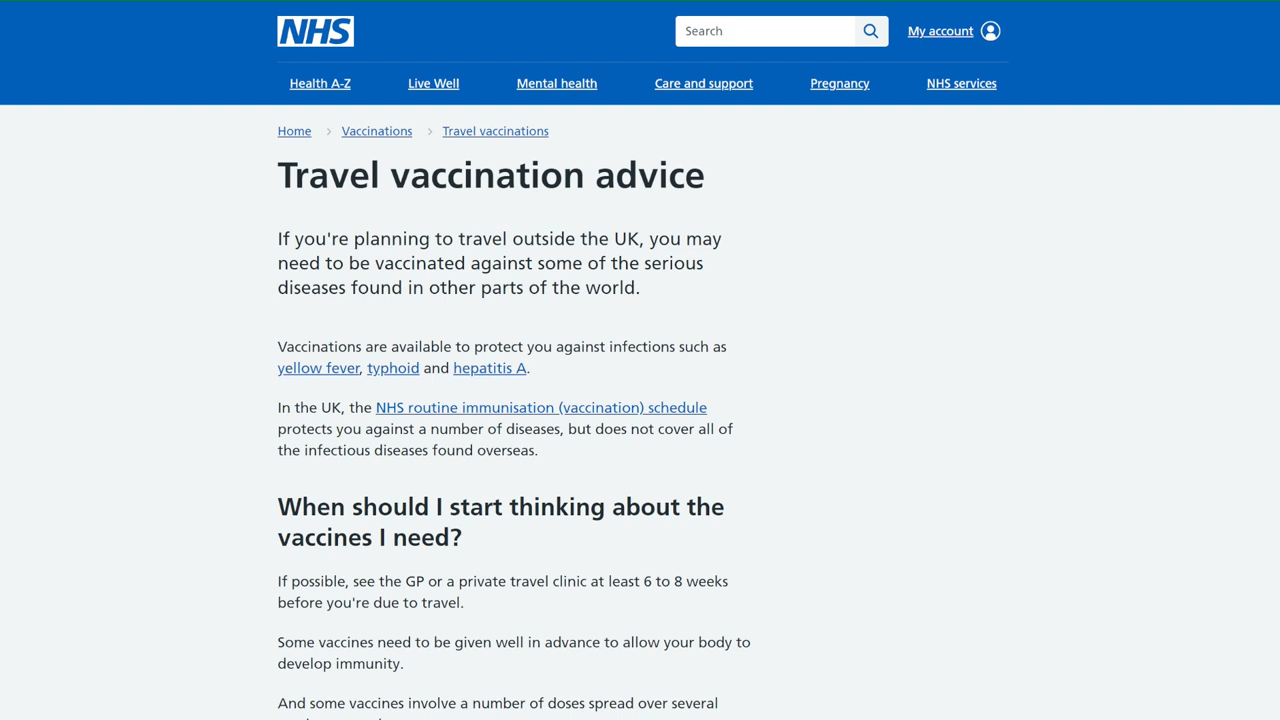 NHS
Search
My account
Health A-Z
Live Well
Mental health
Care and support
Pregnancy
NHS services
Home
Vaccinations
Travel vaccinations
Travel vaccination advice
If you're planning to travel outside the UK, you may
need to be vaccinated against some of the serious
diseases found in other parts of the world.
Vaccinations are available to protect you against infections such as
yellow fever, typhoid and hepatitis A.
In the UK, the NHS routine immunisation (vaccination) schedule
protects you against a number of diseases, but does not cover all of
the infectious diseases found overseas.
When should I start thinking about the
vaccines I need?
If possible, see the GP or a private travel clinic at least 6 to 8 weeks
before you're due to travel.
Some vaccines need to be given well in advance to allow your body to
develop immunity.
And some vaccines involve a number of doses spread over several